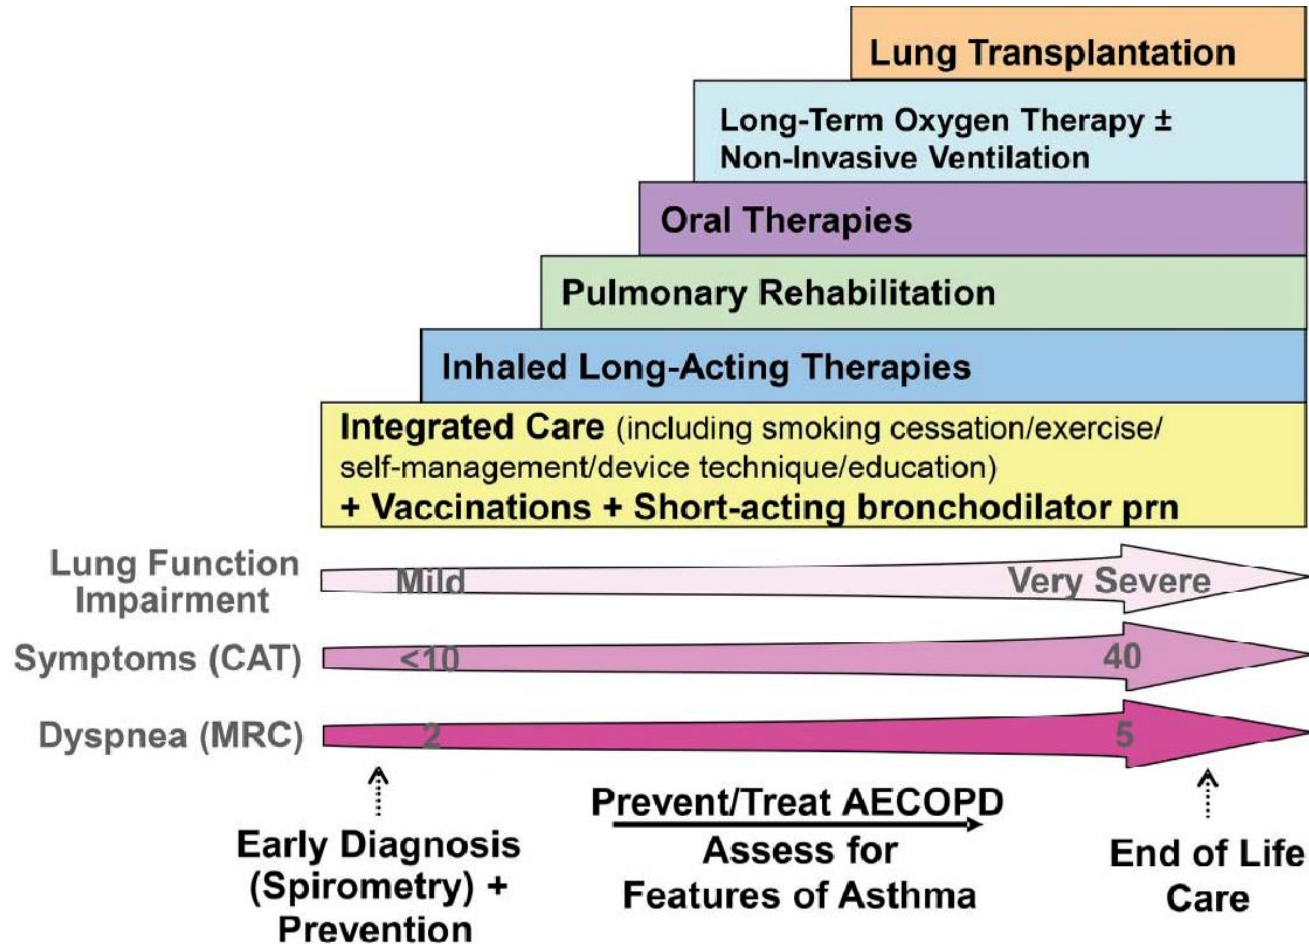 Lung Transplantation
Long-Term Oxygen Therapy ±
Non-Invasive Ventilation
Oral Therapies
Pulmonary Rehabilitation
Inhaled Long-Acting Therapies
Integrated Care (including smoking cessation/exercise/
self-management/device technique/education)
+ Vaccinations + Short-acting bronchodilator prn
Lung Function
Impairment
Mild
Very Severe
Symptoms (CAT)
<10
40
Dyspnea (MRC)
2
5
Early Diagnosis
(Spirometry) +
Prevention
Prevent/Treat AECOPD
Assess for
Features of Asthma
End of Life
Care